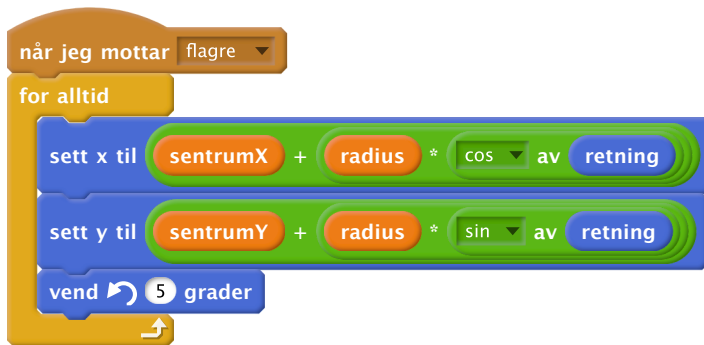 når jeg mottar flagre
for alltid
sett x til sentrumX + radius * cos av retning
sett y til sentrumY + radius * sin av retning
vend 5 grader